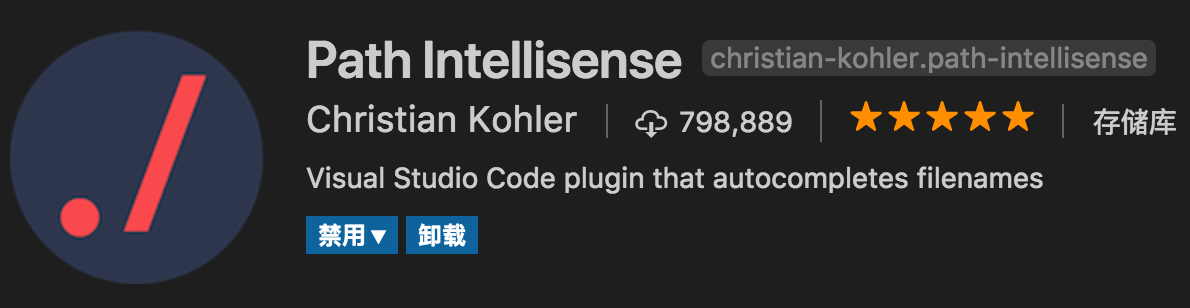 ./
Path Intellisense christian-kohler.path-intellisense
Christian Kohler 798,889 存储库
Visual Studio Code plugin that autocompletes filenames
禁用 卸载